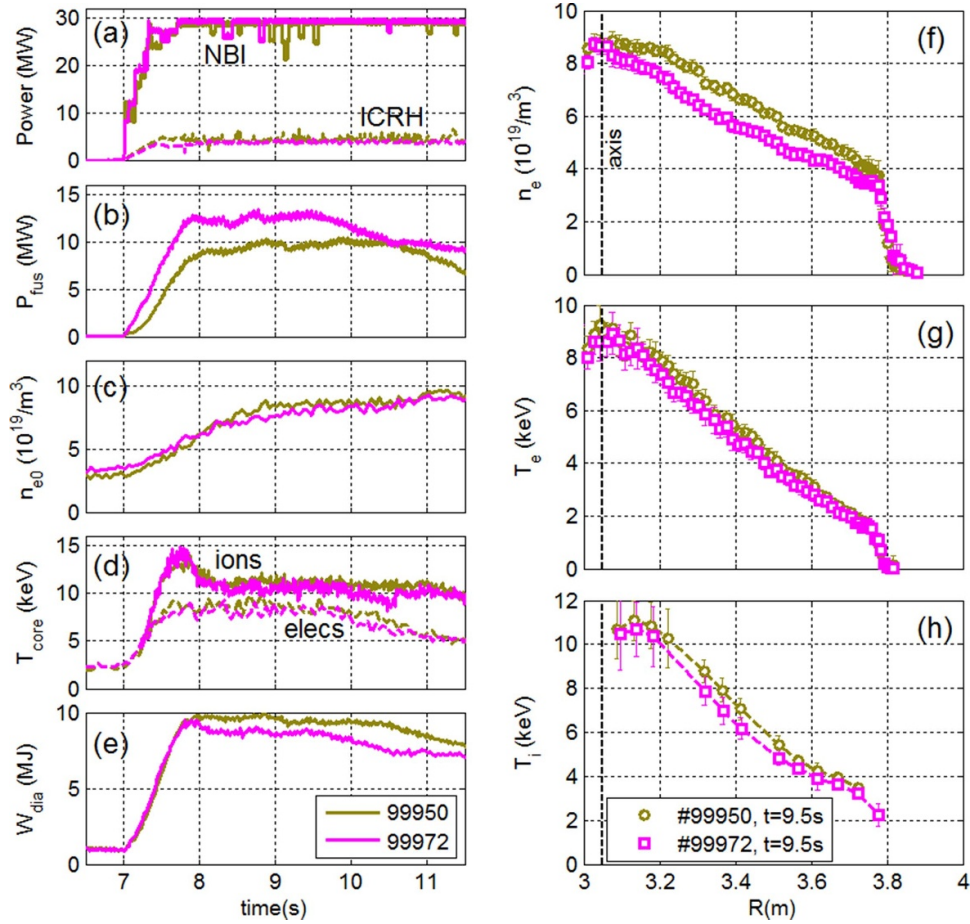 (a)
Power (MW)
30
20
10
0
NBI
ICRH
(b)
P_fus (MW)
15
10
5
0
(c)
n_e0 (10^19/m^3)
10
5
0
(d)
T_core (keV)
15
10
5
0
ions
elecs
(e)
W_dia (MJ)
10
5
0
99950
99972
7 8 9 10 11
time(s)
(f)
n_e (10^19/m^3)
10
8
6
4
2
0
axis
(g)
T_e (keV)
10
8
6
4
2
0
(h)
T_i (keV)
12
10
8
6
4
2
0
#99950, t=9.5s
#99972, t=9.5s
3 3.2 3.4 3.6 3.8 4
R(m)